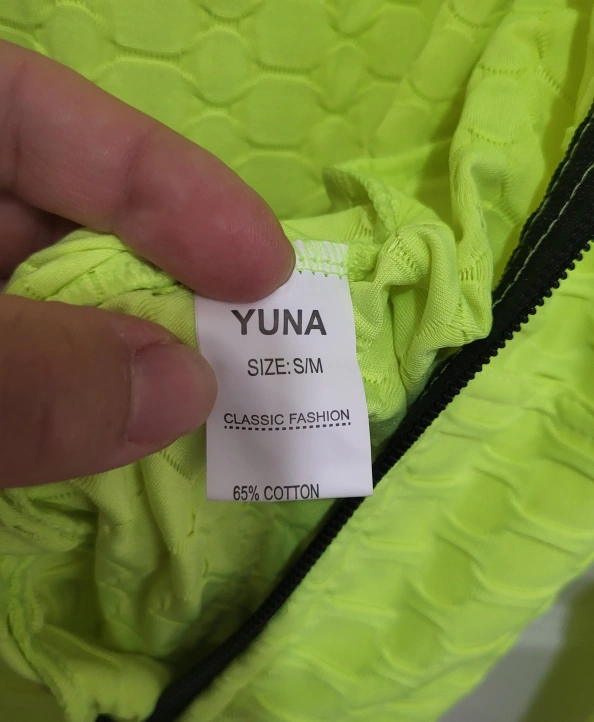 YUNA
SIZE: S/M
CLASSIC FASHION
65% COTTON